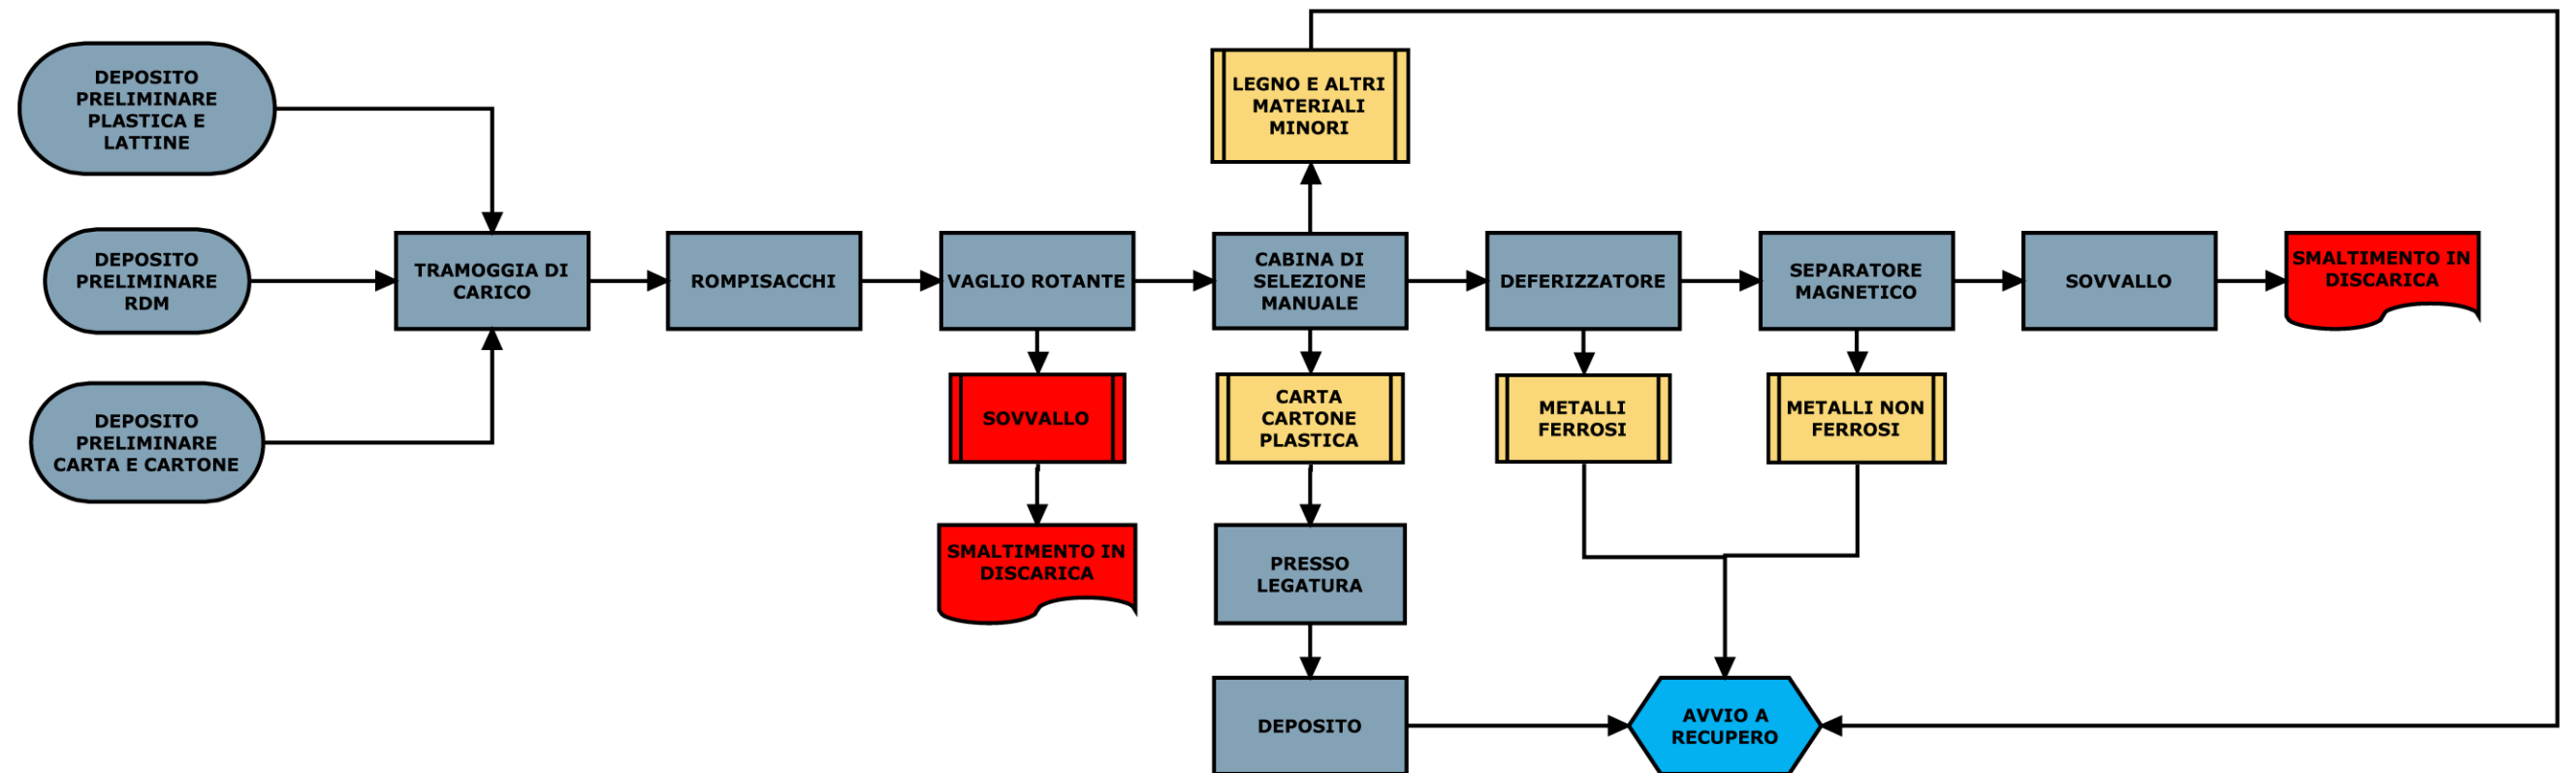 DEPOSITO
PRELIMINARE
PLASTICA E
LATTINE
DEPOSITO
PRELIMINARE
RDM
DEPOSITO
PRELIMINARE
CARTA E CARTONE
TRAMOGGIA DI
CARICO
ROMPISACCHI
VAGLIO ROTANTE
SOVVALLO
SMALTIMENTO IN
DISCARICA
LEGNO E ALTRI
MATERIALI
MINORI
CABINA DI
SELEZIONE
MANUALE
CARTA
CARTONE
PLASTICA
PRESSO
LEGATURA
DEPOSITO
DEFERIZZATORE
METALLI
FERROSI
SEPARATORE
MAGNETICO
METALLI NON
FERROSI
SOVVALLO
SMALTIMENTO IN
DISCARICA
AVVIO A
RECUPERO